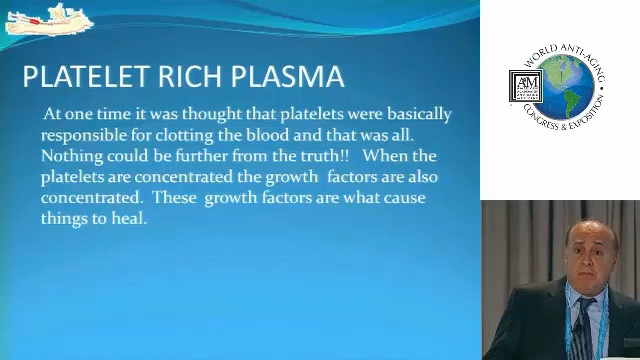 PLATELET RICH PLASMA
At one time it was thought that platelets were basically
responsible for clotting the blood and that was all.
Nothing could be further from the truth!! When the
platelets are concentrated the growth factors are also
concentrated. These growth factors are what cause
things to heal.
WORLD ANTI-AGING
CONGRESS & EXPOSITION